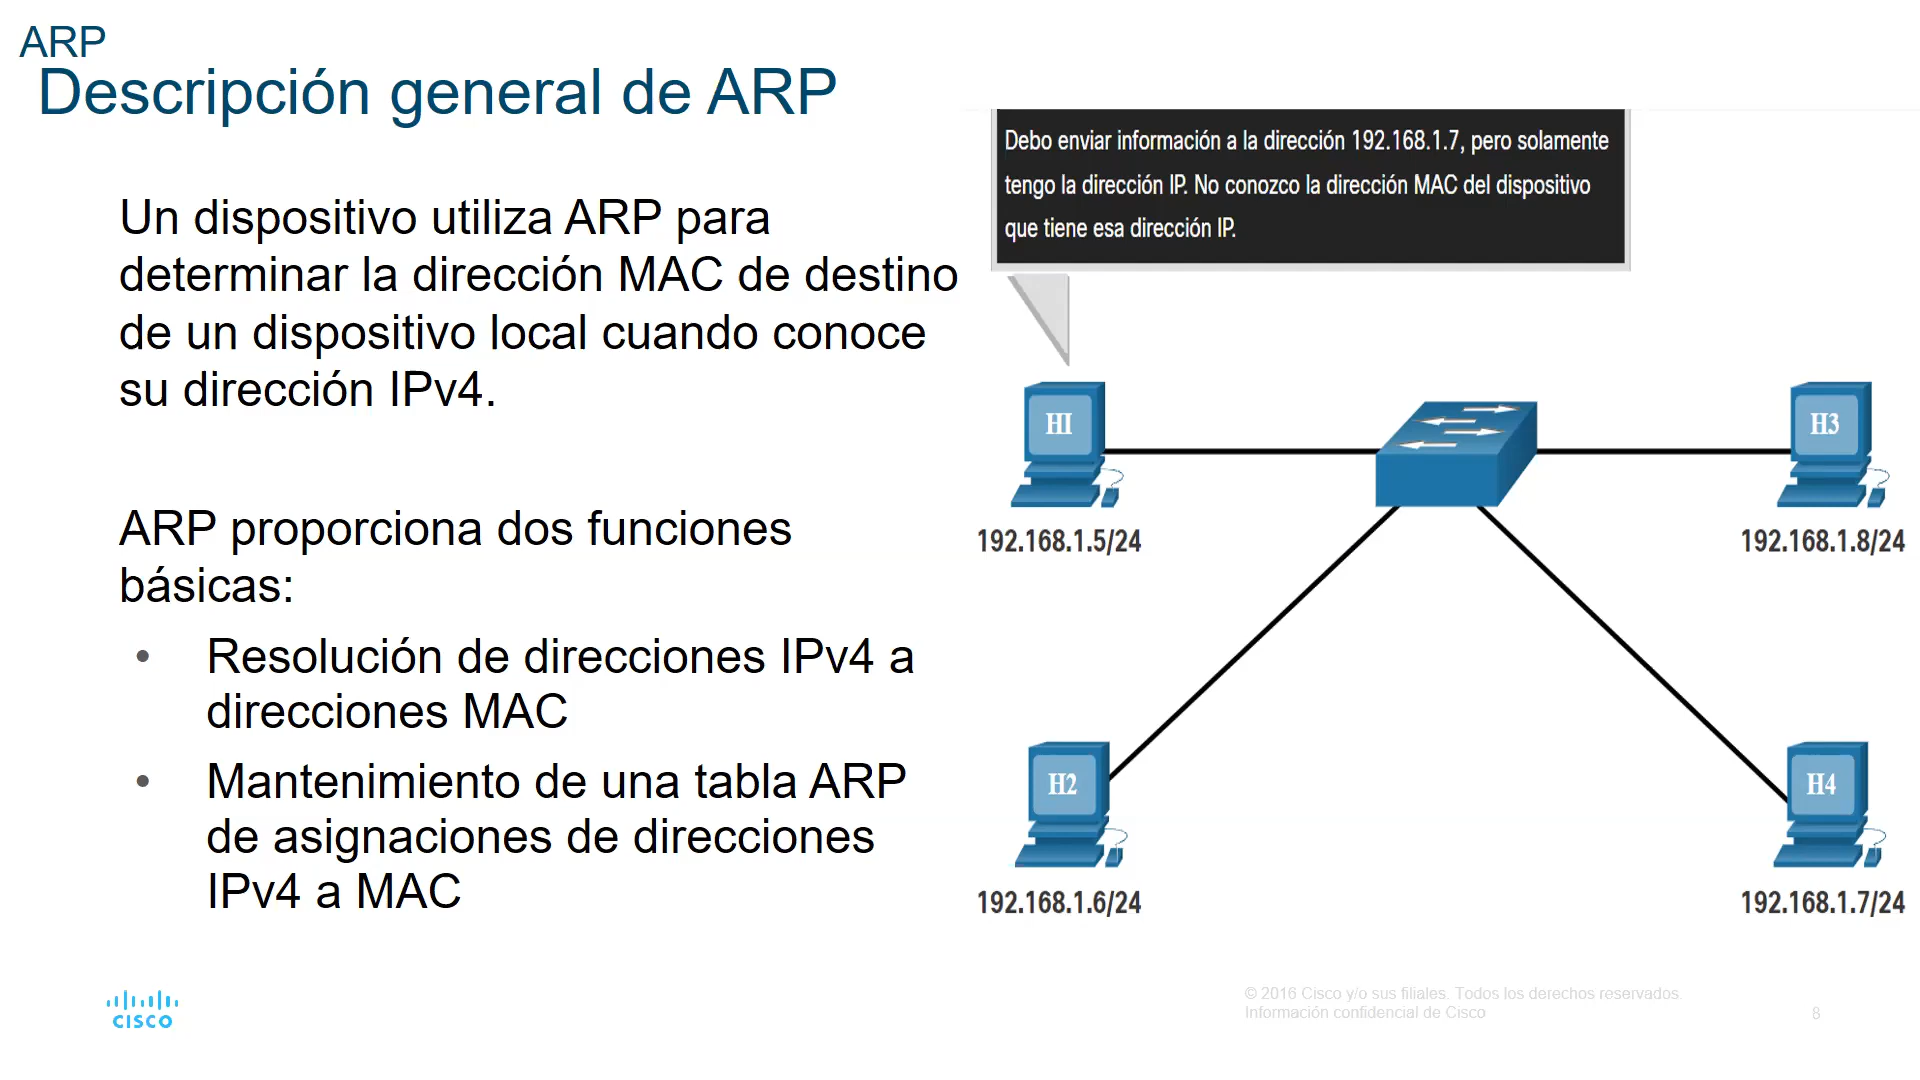 ARP
Descripción general de ARP
Debo enviar información a la dirección 192.168.1.7, pero solamente
tengo la dirección IP. No conozco la dirección MAC del dispositivo
que tiene esa dirección IP.
Un dispositivo utiliza ARP para
determinar la dirección MAC de destino
de un dispositivo local cuando conoce
su dirección IPv4.
ARP proporciona dos funciones
básicas:
• Resolución de direcciones IPv4 a
direcciones MAC
• Mantenimiento de una tabla ARP
de asignaciones de direcciones
IPv4 a MAC
H1
192.168.1.5/24
H3
192.168.1.8/24
H2
192.168.1.6/24
H4
192.168.1.7/24
CISCO
© 2016 Cisco y/o sus filiales. Todos los derechos reservados.
Información confidencial de Cisco
8